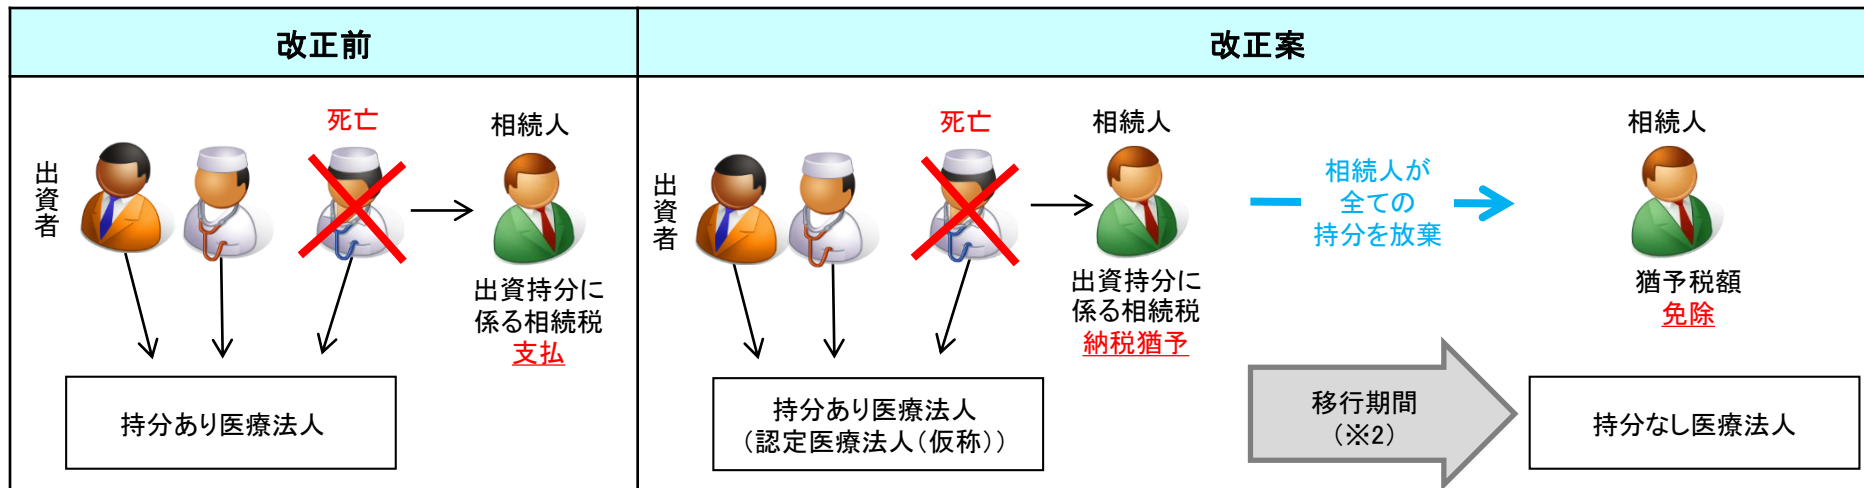 改正前
死亡
相続人
出資者
出資持分に
係る相続税
支払
持分あり医療法人
改正案
死亡
相続人
出資者
出資持分に
係る相続税
納税猶予
持分あり医療法人
（認定医療法人（仮称））
相続人が
全ての
持分を放棄
移行期間
（※2）
相続人
猶予税額
免除
持分なし医療法人